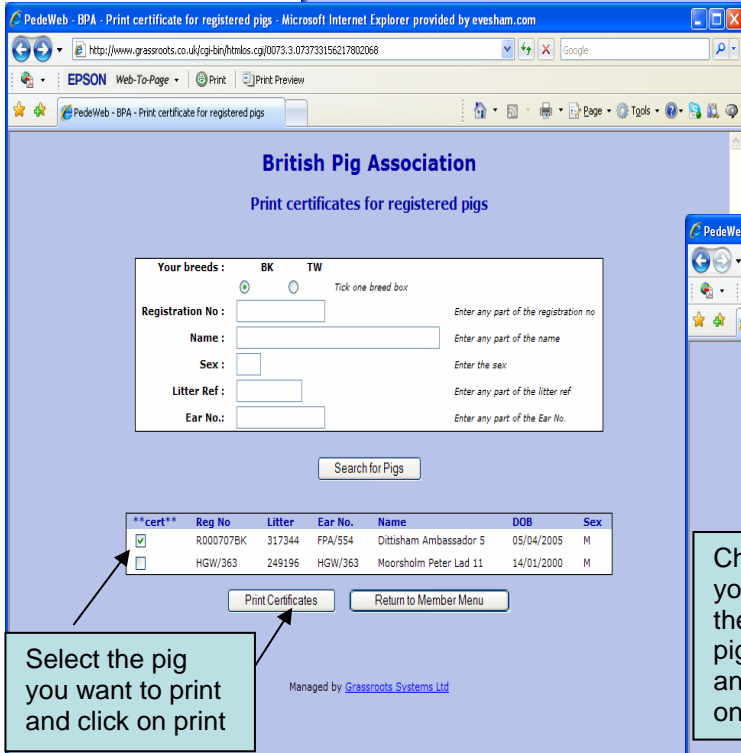 PedeWeb - BPA - Print certificate for registered pigs - Microsoft Internet Explorer provided by evesham.com
http://www.grassroots.co.uk/cgi-bin/htmlos.cgi/0073.3.073733156217802068
Google
EPSON Web-To-Page Print Print Preview
PedeWeb - BPA - Print certificate for registered pigs
Page Tools
British Pig Association
Print certificates for registered pigs
Your breeds : BK TW
Tick one breed box
Registration No : Enter any part of the registration no
Name : Enter any part of the name
Sex : Enter the sex
Litter Ref : Enter any part of the litter ref
Ear No.: Enter any part of the Ear No.
Search for Pigs
**cert** Reg No Litter Ear No. Name DOB Sex
R000707BK 317344 FPA/554 Dittisham Ambassador 5 05/04/2005 M
HGW/363 249196 HGW/363 Moorsholm Peter Lad 11 14/01/2000 M
Print Certificates Return to Member Menu
Select the pig
you want to print
and click on print
Managed by Grassroots Systems Ltd
PedeWe
Ch
yo
the
pig
an
on